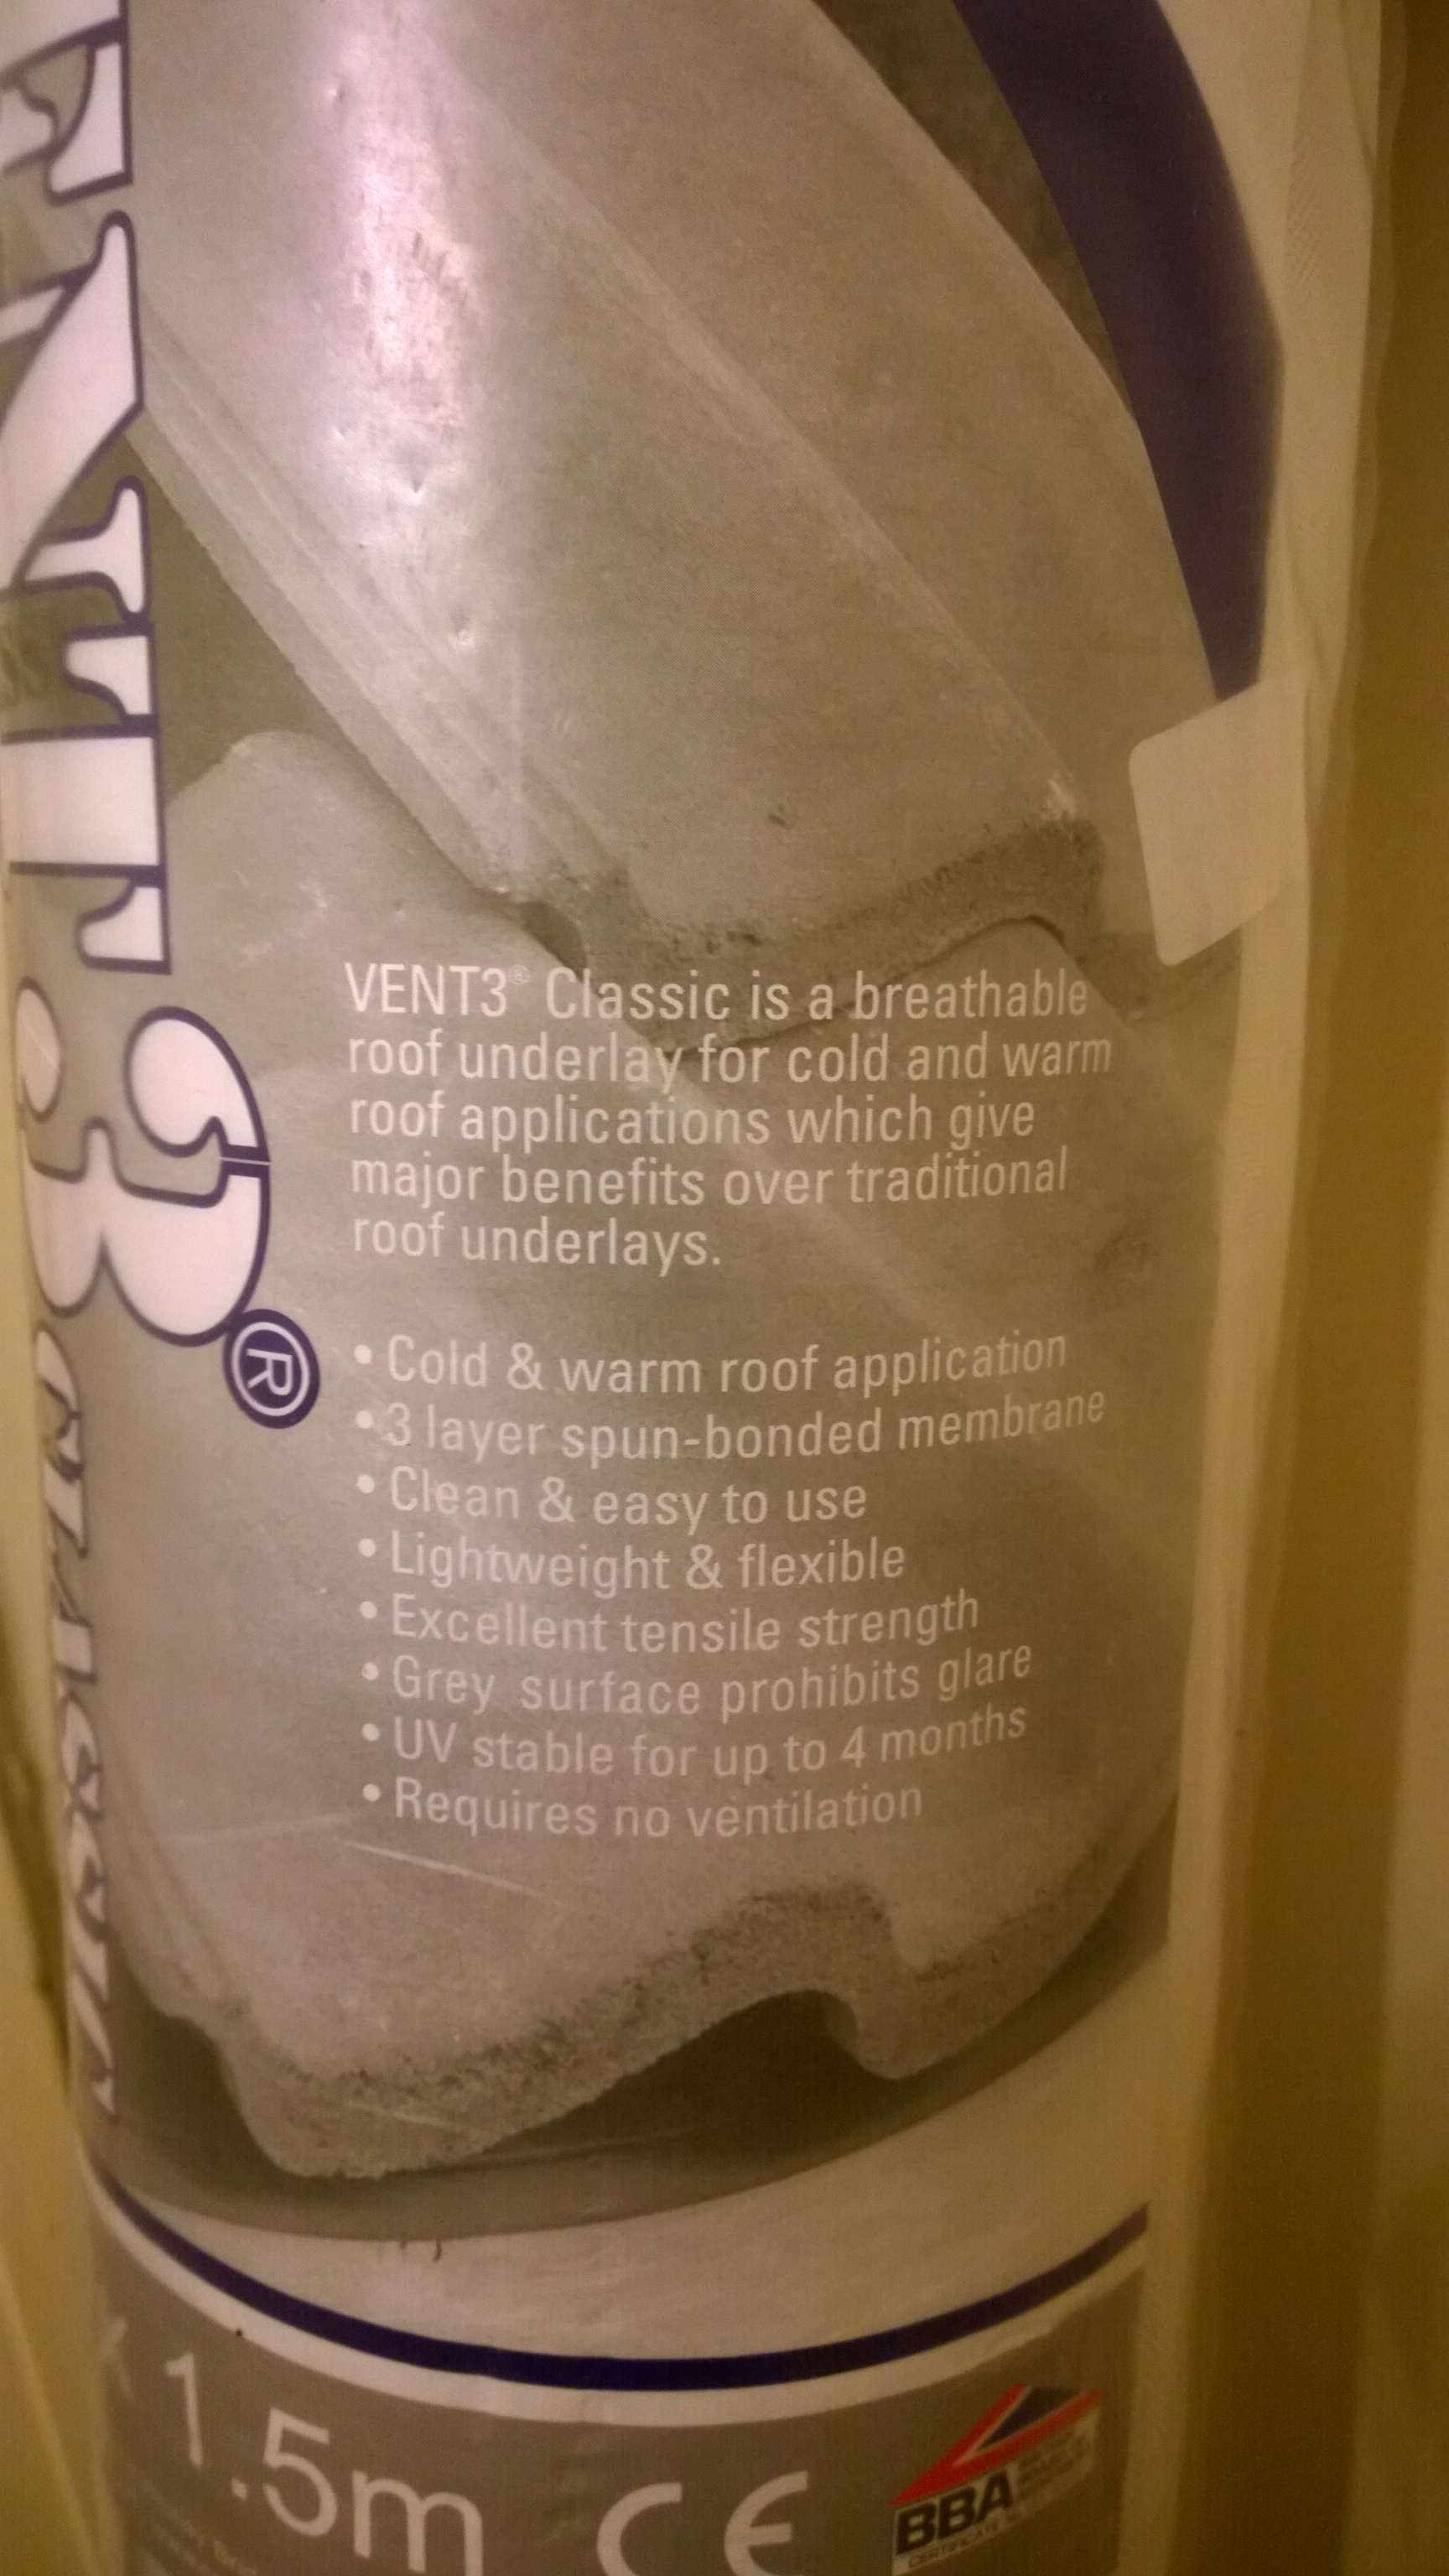 VENT3®
CLASSIC
VENT3® Classic is a breathable
roof underlay for cold and warm
roof applications which give
major benefits over traditional
roof underlays.
• Cold & warm roof application
• 3 layer spun-bonded membrane
• Clean & easy to use
• Lightweight & flexible
• Excellent tensile strength
• Grey surface prohibits glare
• UV stable for up to 4 months
• Requires no ventilation
x 1.5m
CE
BBA